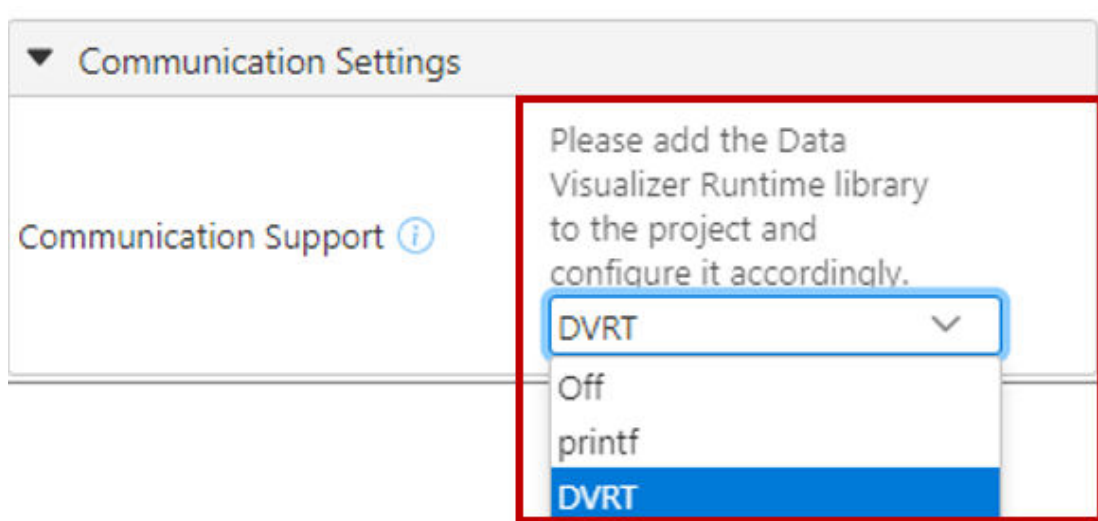 Communication Settings
Communication Support
Please add the Data
Visualizer Runtime library
to the project and
configure it accordingly.
DVRT
Off
printf
DVRT